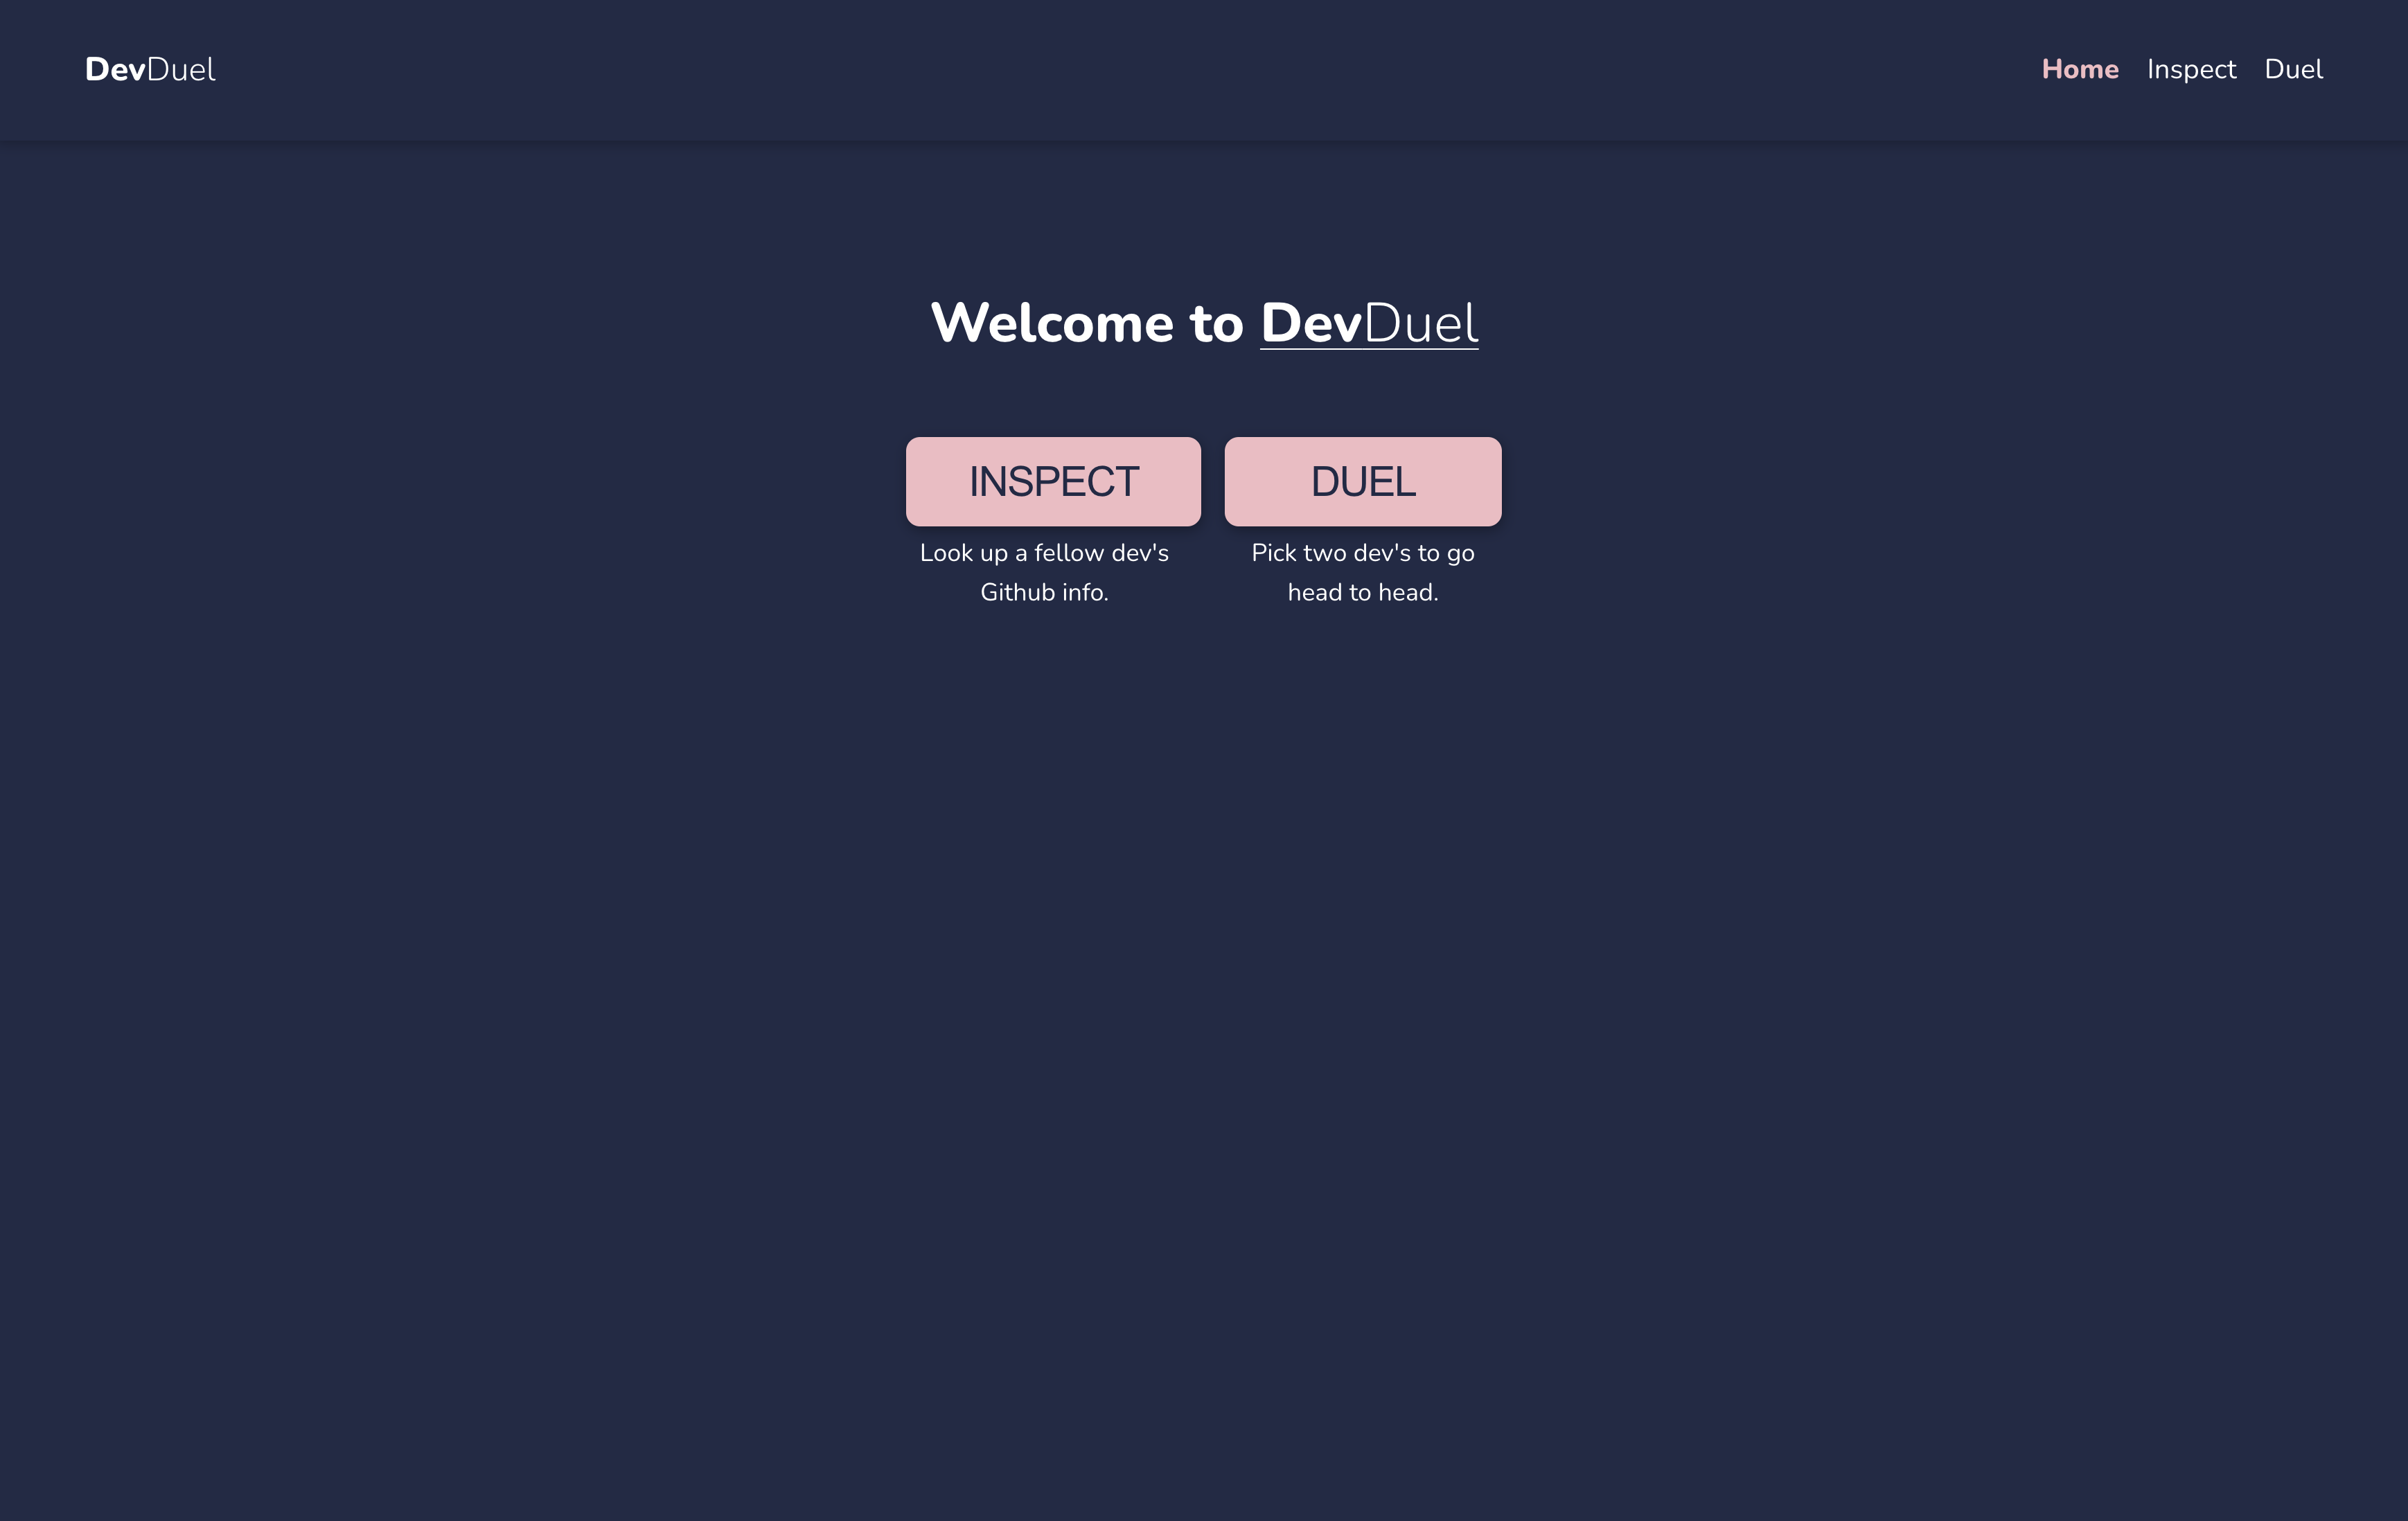 DevDuel
Home Inspect Duel
Welcome to DevDuel
INSPECT
Look up a fellow dev's
Github info.
DUEL
Pick two dev's to go
head to head.